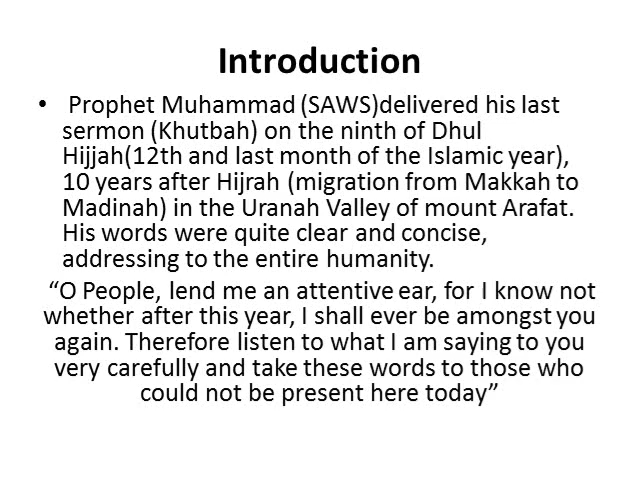 Introduction
• Prophet Muhammad (SAWS)delivered his last
sermon (Khutbah) on the ninth of Dhul
Hijjah(12th and last month of the Islamic year),
10 years after Hijrah (migration from Makkah to
Madinah) in the Uranah Valley of mount Arafat.
His words were quite clear and concise,
addressing to the entire humanity.
“O People, lend me an attentive ear, for I know not
whether after this year, I shall ever be amongst you
again. Therefore listen to what I am saying to you
very carefully and take these words to those who
could not be present here today”